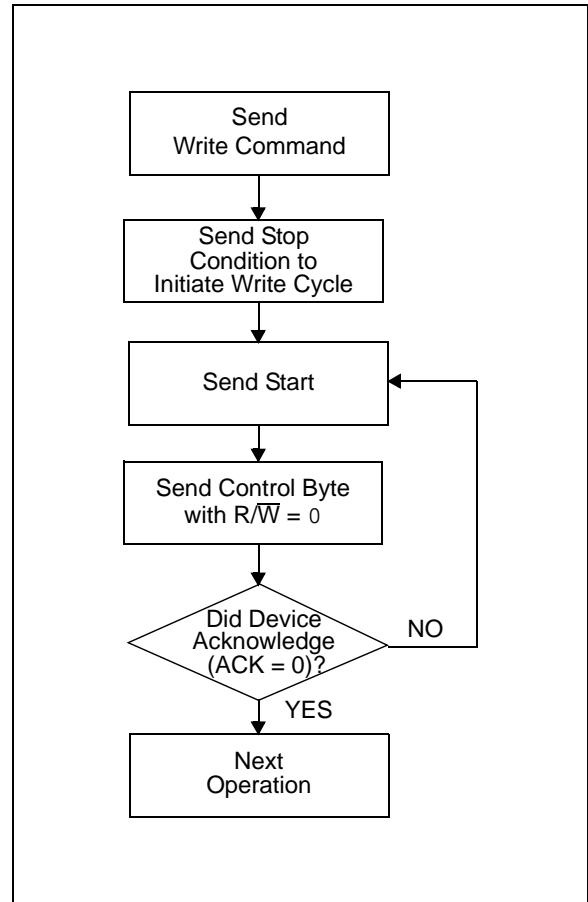 Send
Write Command
Send Stop
Condition to
Initiate Write Cycle
Send Start
Send Control Byte
with R/W̅ = 0
Did Device
Acknowledge
(ACK = 0)?
NO
YES
Next
Operation